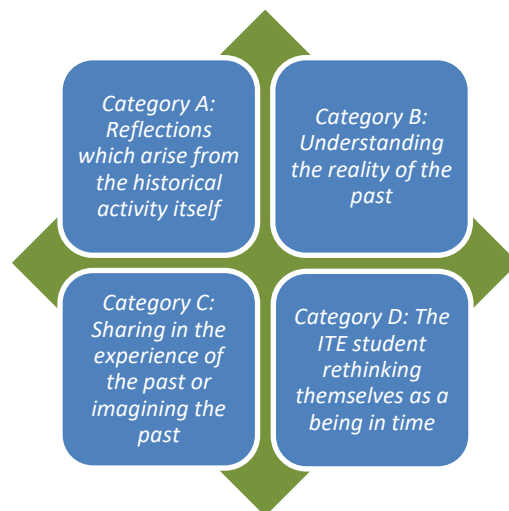 Category A:
Reflections
which arise from
the historical
activity itself
Category B:
Understanding
the reality of the
past
Category C:
Sharing in the
experience of
the past or
imagining the
past
Category D: The
ITE student
rethinking
themselves as a
being in time